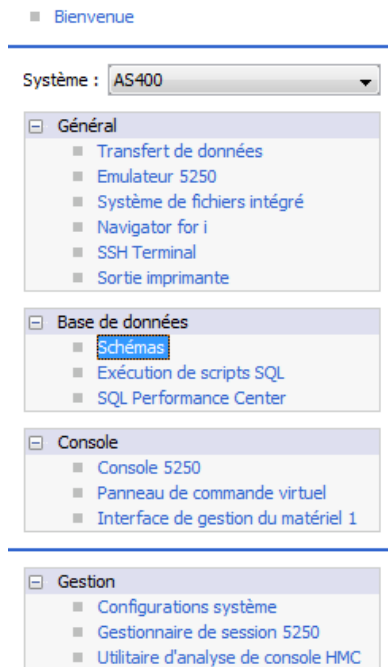 Bienvenue
Système : AS400
Général
Transfert de données
Emulateur 5250
Système de fichiers intégré
Navigator for i
SSH Terminal
Sortie imprimante
Base de données
Schémas
Exécution de scripts SQL
SQL Performance Center
Console
Console 5250
Panneau de commande virtuel
Interface de gestion du matériel 1
Gestion
Configurations système
Gestionnaire de session 5250
Utilitaire d'analyse de console HMC